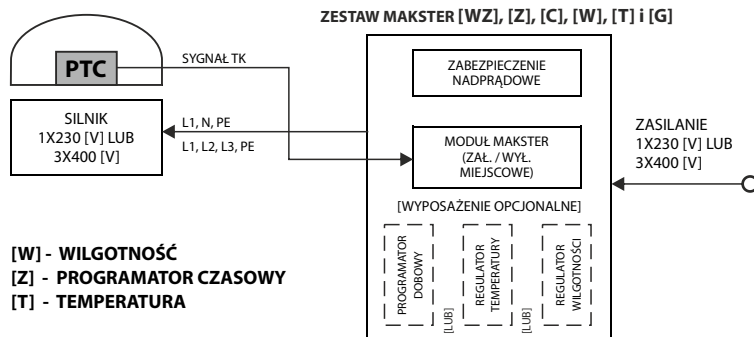 ZESTAW MAKSTER [WZ], [Z], [C], [W], [T] i [G]
PTC
SYGNAŁ TK
ZABEZPIECZENIE
NADPRĄDOWE
SILNIK
1X230 [V] LUB
3X400 [V]
L1, N, PE
L1, L2, L3, PE
MODUŁ MAKSTER
(ZAŁ. / WYŁ.
MIEJSCOWE)
ZASILANIE
1X230 [V] LUB
3X400 [V]
[WYPOSAŻENIE OPCJONALNE]
PROGRAMATOR
DOBOWY
[LUB]
REGULATOR
TEMPERATURY
[LUB]
REGULATOR
WILGOTNOŚCI
[W] - WILGOTNOŚĆ
[Z] - PROGRAMATOR CZASOWY
[T] - TEMPERATURA